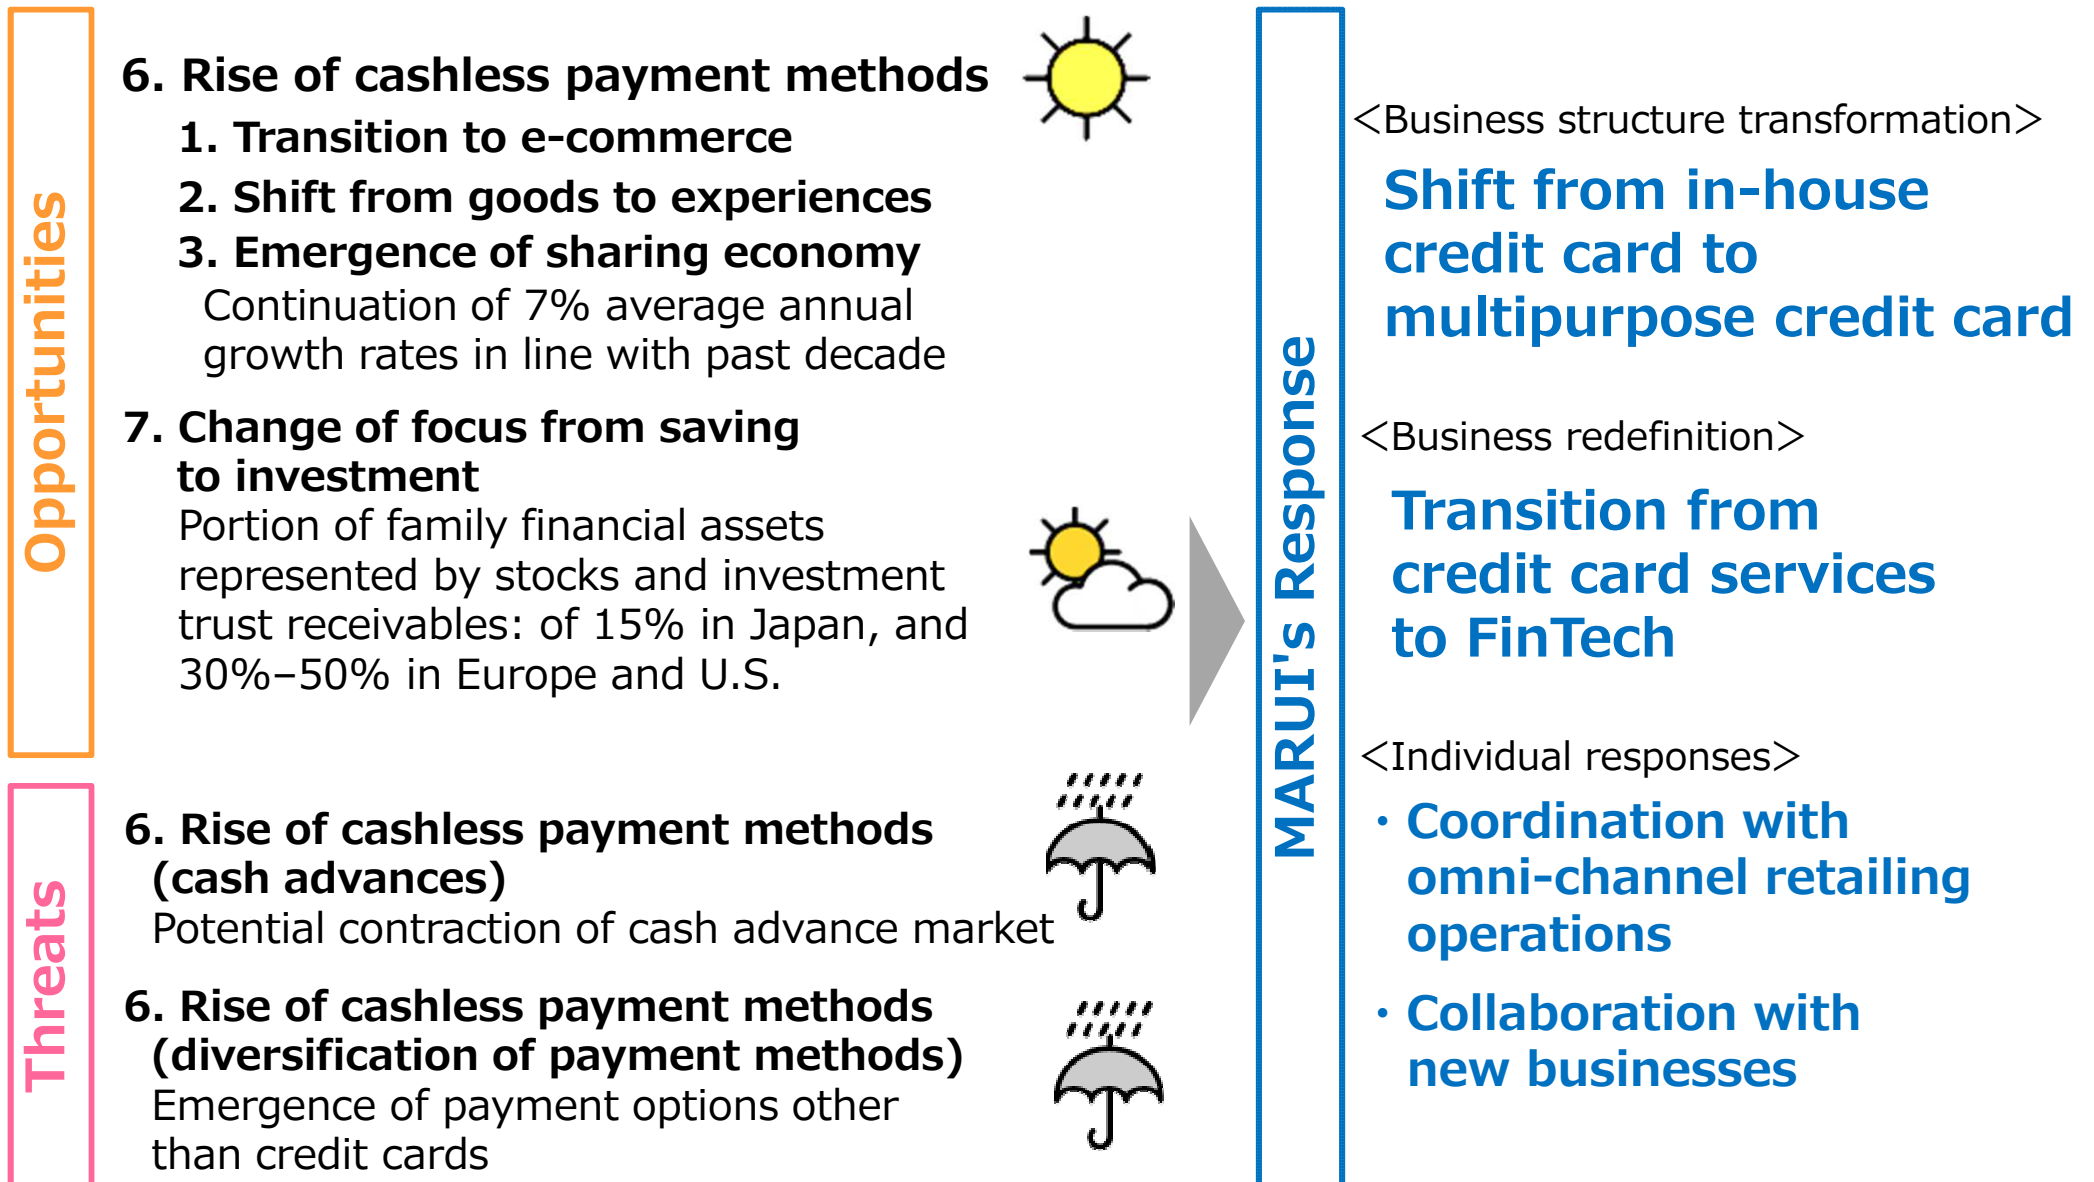 Opportunities
6. Rise of cashless payment methods
1. Transition to e-commerce
2. Shift from goods to experiences
3. Emergence of sharing economy
Continuation of 7% average annual
growth rates in line with past decade
7. Change of focus from saving
to investment
Portion of family financial assets
represented by stocks and investment
trust receivables: of 15% in Japan, and
30%–50% in Europe and U.S.
Threats
6. Rise of cashless payment methods
(cash advances)
Potential contraction of cash advance market
6. Rise of cashless payment methods
(diversification of payment methods)
Emergence of payment options other
than credit cards
MARUI's Response
<Business structure transformation>
Shift from in-house
credit card to
multipurpose credit card
<Business redefinition>
Transition from
credit card services
to FinTech
<Individual responses>
・Coordination with
omni-channel retailing
operations
・Collaboration with
new businesses